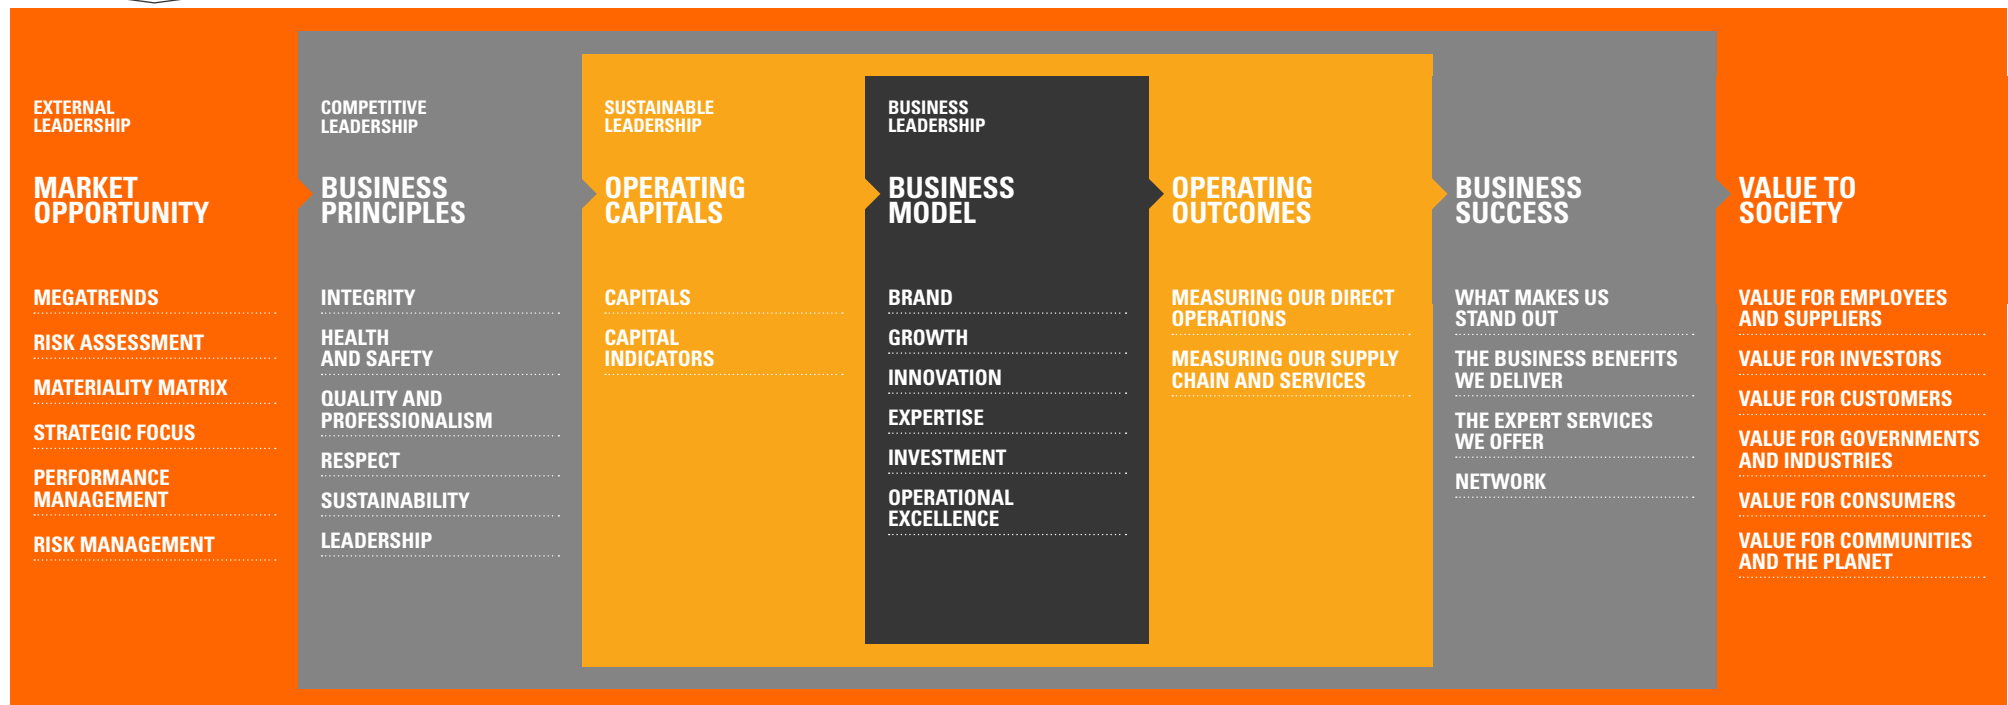 EXTERNAL
LEADERSHIP
MARKET
OPPORTUNITY
MEGATRENDS
RISK ASSESSMENT
MATERIALITY MATRIX
STRATEGIC FOCUS
PERFORMANCE
MANAGEMENT
RISK MANAGEMENT
COMPETITIVE
LEADERSHIP
BUSINESS
PRINCIPLES
INTEGRITY
HEALTH
AND SAFETY
QUALITY AND
PROFESSIONALISM
RESPECT
SUSTAINABILITY
LEADERSHIP
SUSTAINABLE
LEADERSHIP
OPERATING
CAPITALS
CAPITALS
CAPITAL
INDICATORS
BUSINESS
LEADERSHIP
BUSINESS
MODEL
BRAND
GROWTH
INNOVATION
EXPERTISE
INVESTMENT
OPERATIONAL
EXCELLENCE
OPERATING
OUTCOMES
MEASURING OUR DIRECT
OPERATIONS
MEASURING OUR SUPPLY
CHAIN AND SERVICES
BUSINESS
SUCCESS
WHAT MAKES US
STAND OUT
THE BUSINESS BENEFITS
WE DELIVER
THE EXPERT SERVICES
WE OFFER
NETWORK
VALUE TO
SOCIETY
VALUE FOR EMPLOYEES
AND SUPPLIERS
VALUE FOR INVESTORS
VALUE FOR CUSTOMERS
VALUE FOR GOVERNMENTS
AND INDUSTRIES
VALUE FOR CONSUMERS
VALUE FOR COMMUNITIES
AND THE PLANET